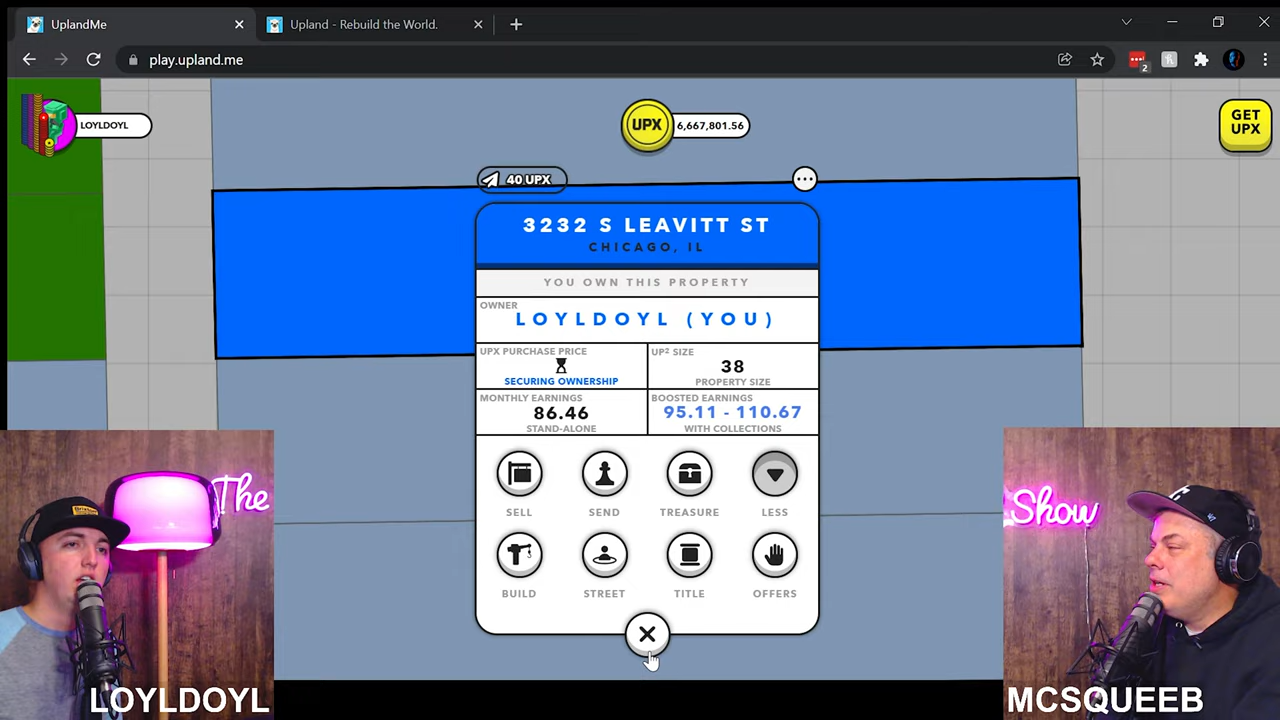 UplandMe
Upland - Rebuild the World.
play.upland.me
2
LOYLDOYL
UPX
6,667,801.56
GET
UPX
40 UPX
3232 S LEAVITT ST
CHICAGO, IL
YOU OWN THIS PROPERTY
OWNER
LOYLDOYL (YOU)
UPX PURCHASE PRICE
SECURING OWNERSHIP
UP² SIZE
38
PROPERTY SIZE
MONTHLY EARNINGS
86.46
STAND-ALONE
BOOSTED EARNINGS
95.11 - 110.67
WITH COLLECTIONS
SELL
SEND
TREASURE
LESS
BUILD
STREET
TITLE
OFFERS
The
Show
LOYLDOYL
MCSQUEEB